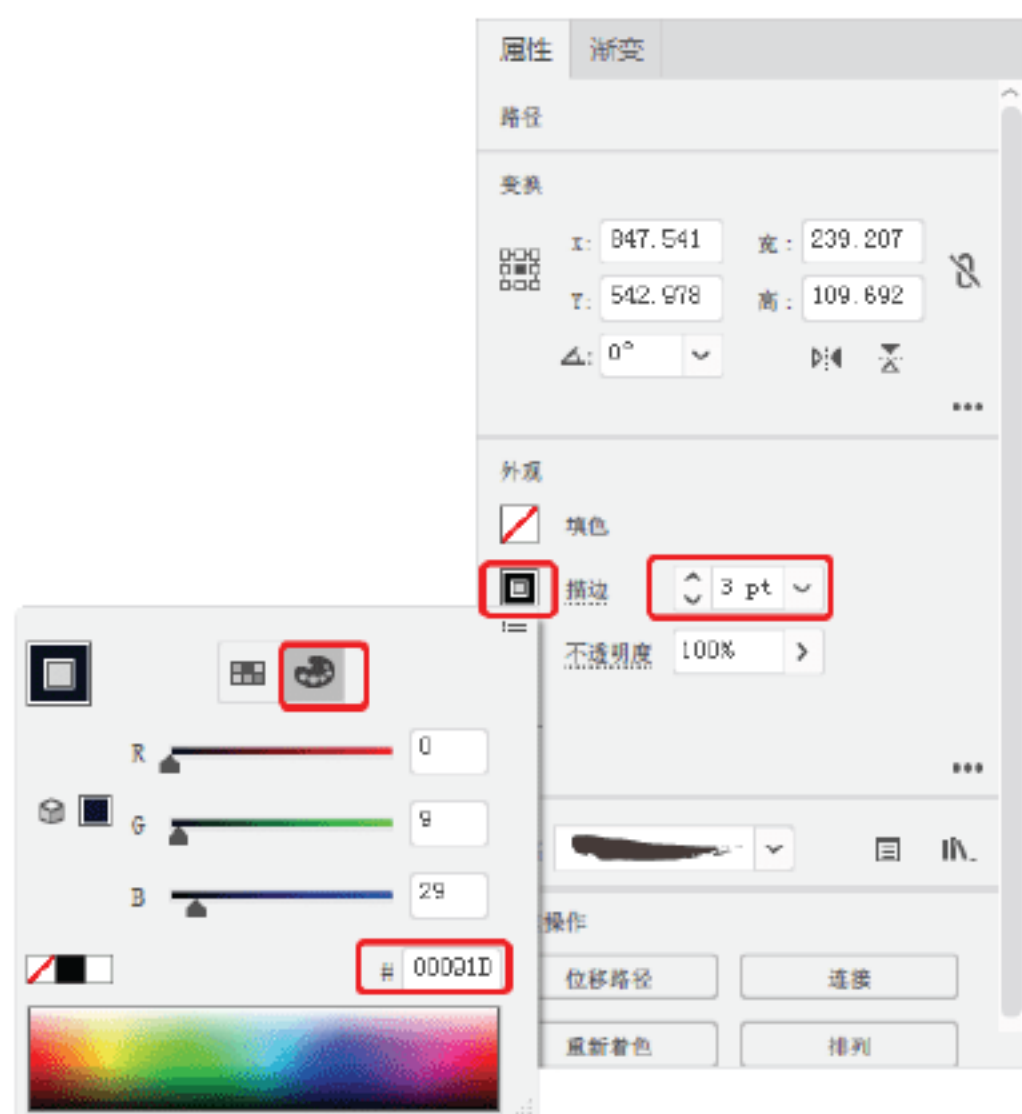 属性 渐变
路径
变换
X: 847.541 宽: 239.207
Y: 542.978 高: 109.692
0°
外观
填色
描边 3 pt
不透明度 100%
R 0
G 9
B 29
# 00091D
操作
位移路径 连接
重新着色 排列